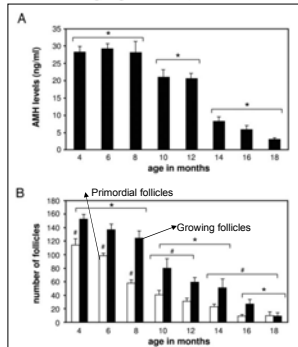 A
AMH levels (ng/ml)
35
30
25
20
15
10
5
0
*
*
*
4 6 8 10 12 14 16 18
age in months
B
Primordial follicles
Growing follicles
number of follicles
180
160
140
120
100
80
60
40
20
0
*
#
#
#
#
*
#
*
4 6 8 10 12 14 16 18
age in months